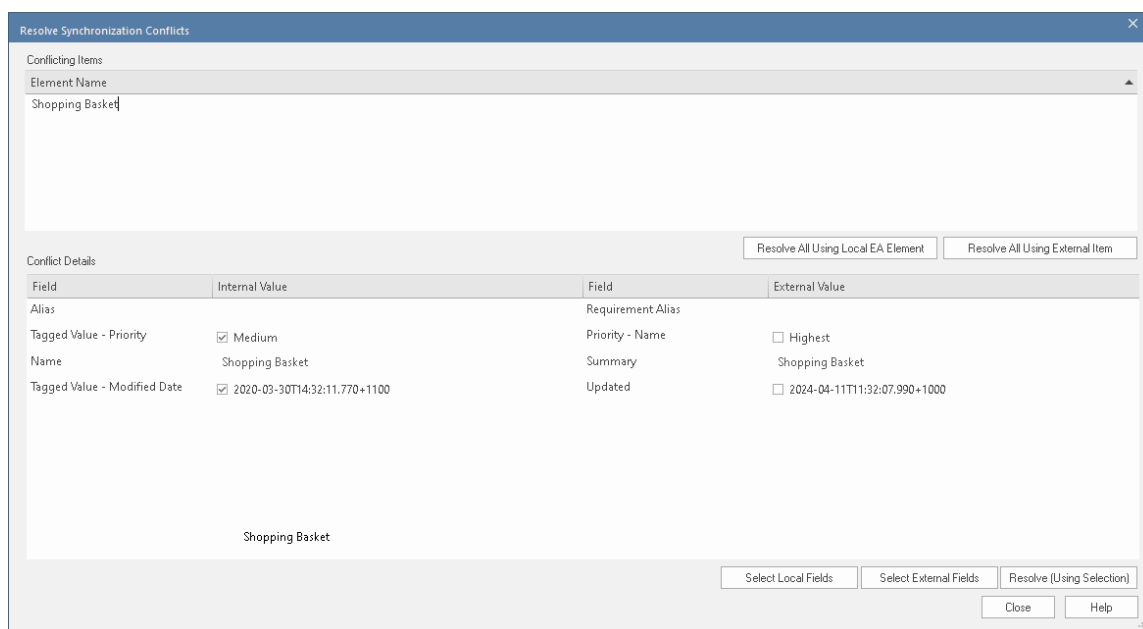 Resolve Synchronization Conflicts
Conflicting Items
Element Name
Shopping Basket
Resolve All Using Local EA Element Resolve All Using External Item
Conflict Details
Field Internal Value Field External Value
Alias Requirement Alias
Tagged Value - Priority Medium Priority - Name Highest
Name Shopping Basket Summary Shopping Basket
Tagged Value - Modified Date 2020-03-30T14:32:11.770+1100 Updated 2024-04-11T11:32:07.990+1000
Shopping Basket
Select Local Fields Select External Fields Resolve (Using Selection)
Close Help